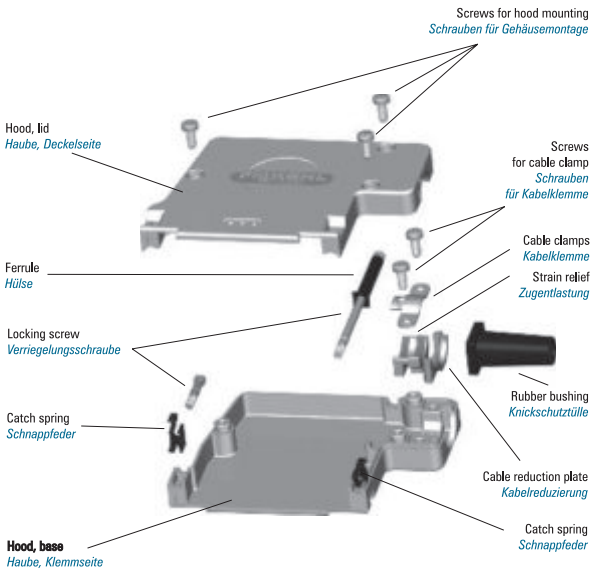 Screws for hood mounting
Schrauben für Gehäusemontage
Hood, lid
Haube, Deckelseite
Screws
for cable clamp
Schrauben
für Kabelklemme
Cable clamps
Kabelklemme
Ferrule
Hülse
Strain relief
Zugentlastung
Locking screw
Verriegelungsschraube
Rubber bushing
Knickschutztülle
Catch spring
Schnappfeder
Cable reduction plate
Kabelreduzierung
Catch spring
Schnappfeder
Hood, base
Haube, Klemmseite